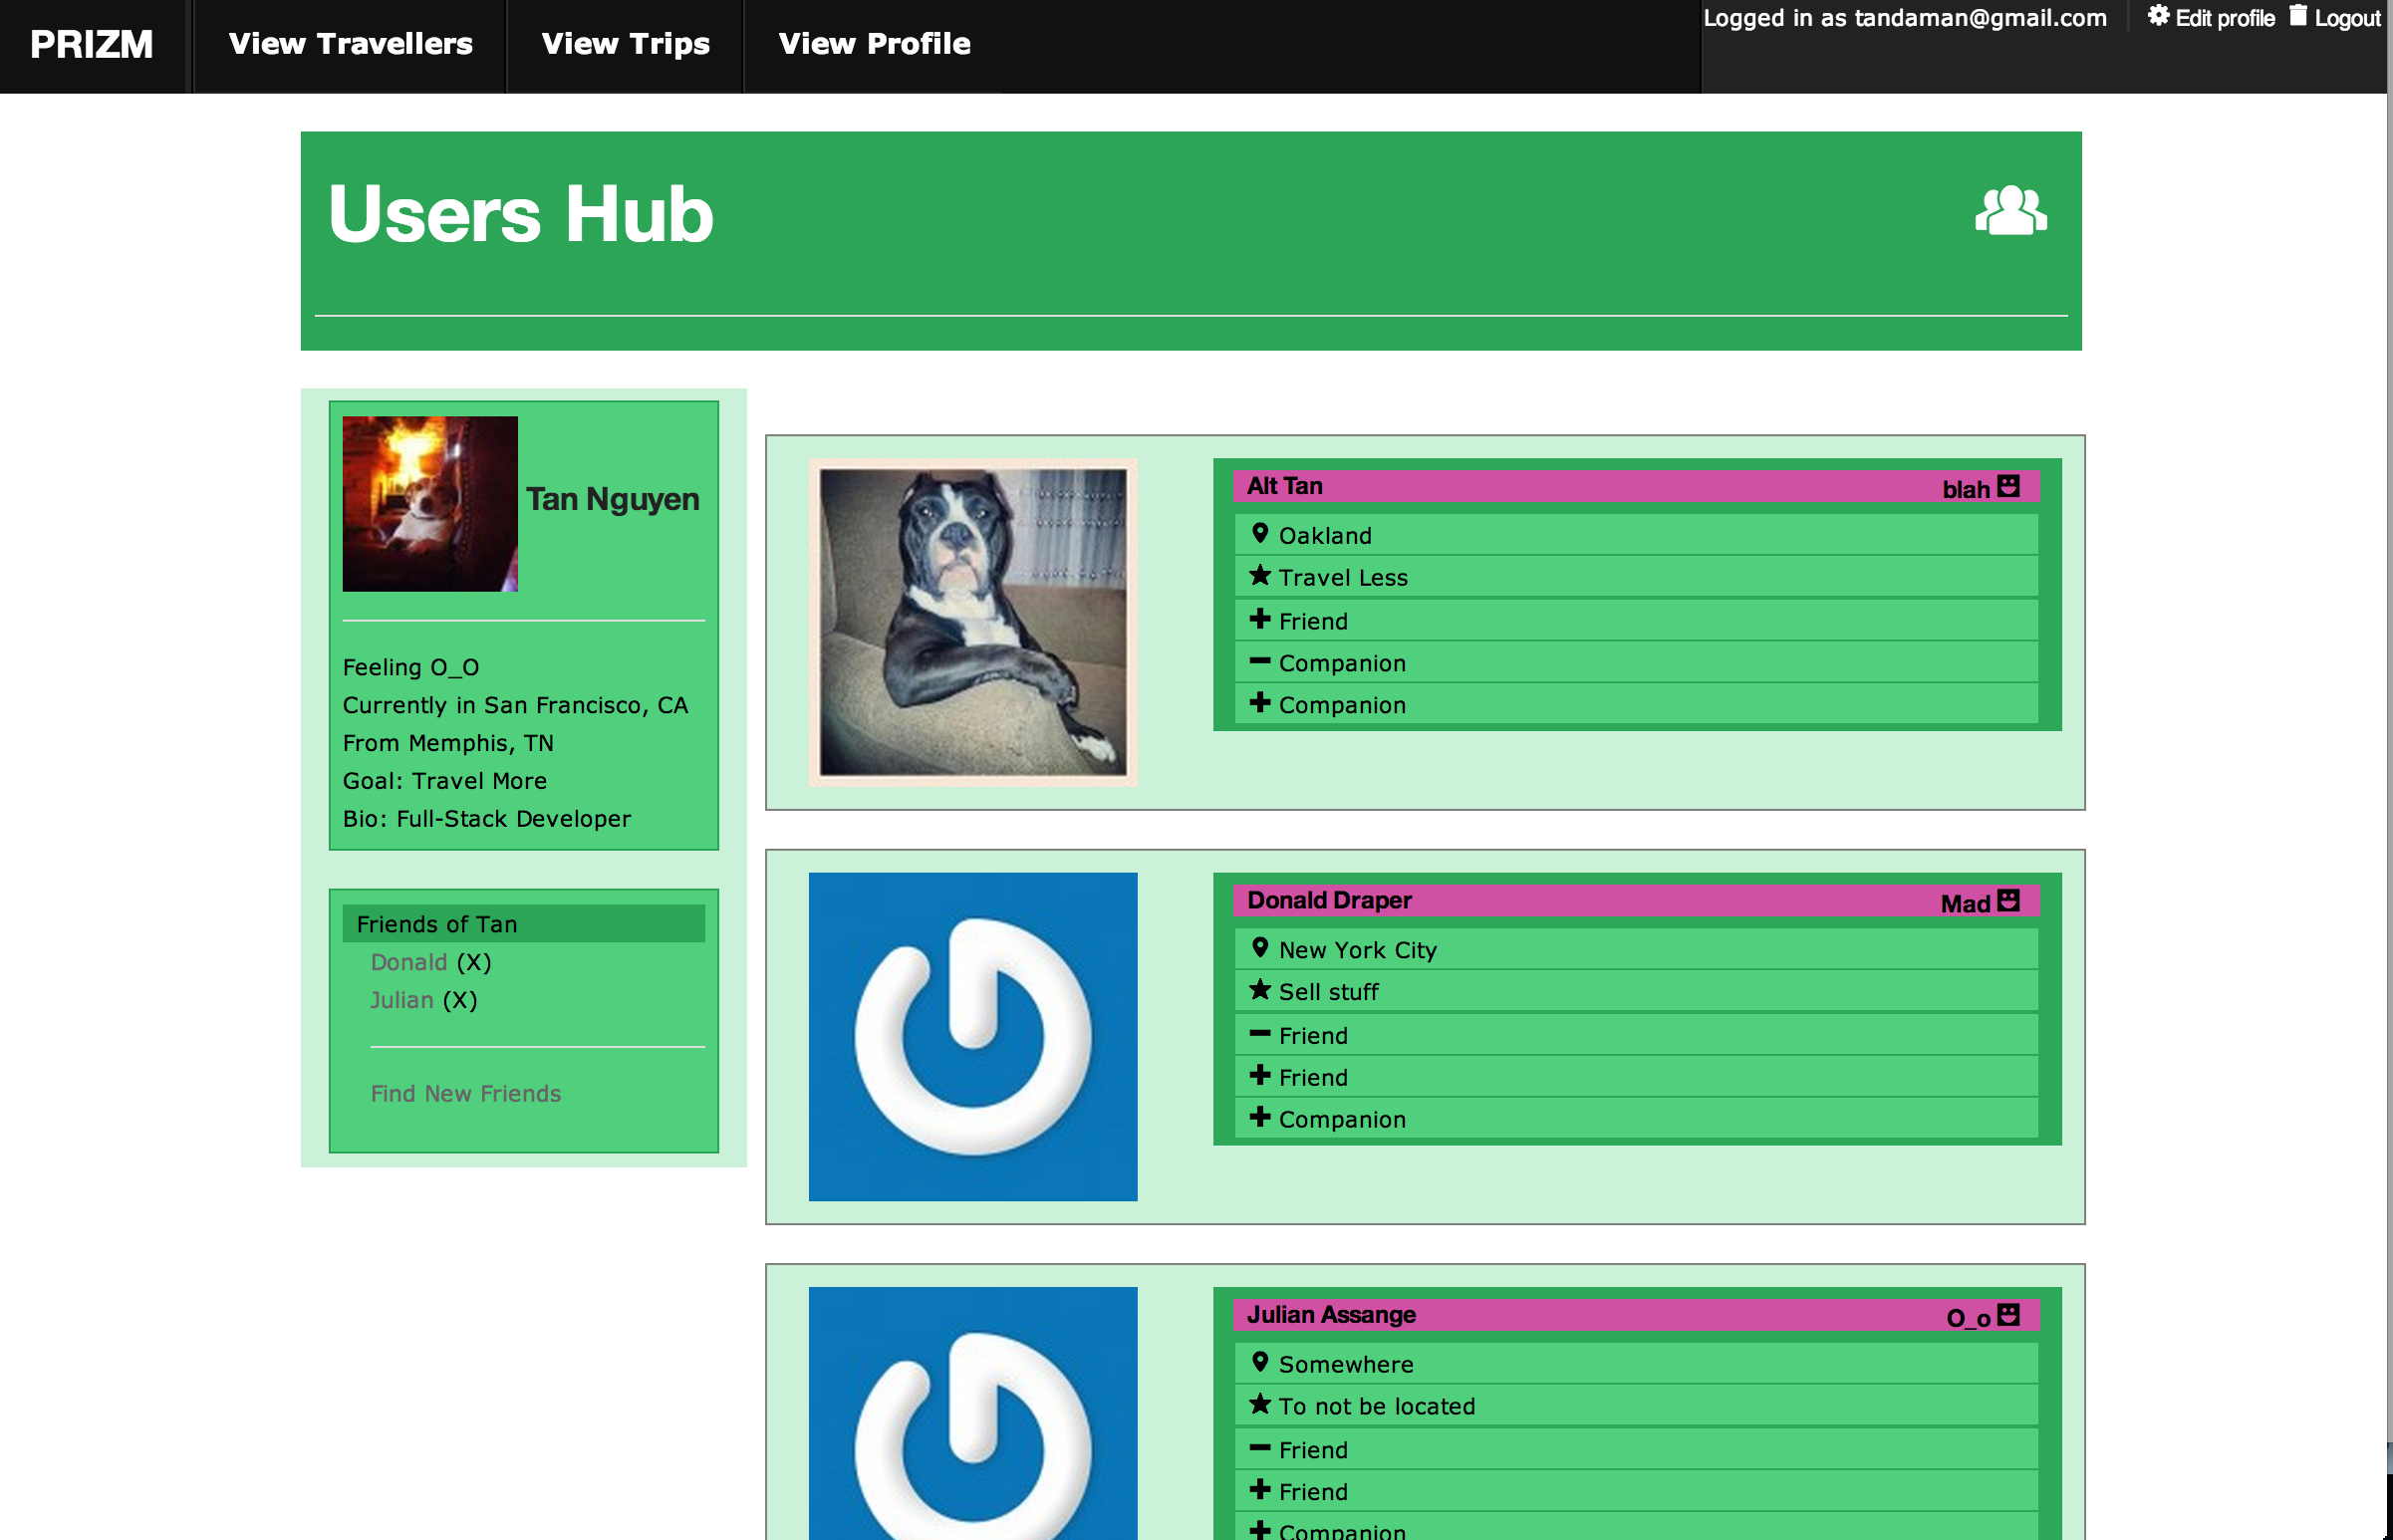 PRIZM
View Travellers
View Trips
View Profile
Logged in as tandaman@gmail.com
Edit profile
Logout
Users Hub
Tan Nguyen
Feeling O_O
Currently in San Francisco, CA
From Memphis, TN
Goal: Travel More
Bio: Full-Stack Developer
Friends of Tan
Donald (X)
Julian (X)
Find New Friends
Alt Tan
blah
Oakland
Travel Less
Friend
Companion
Companion
Donald Draper
Mad
New York City
Sell stuff
Friend
Friend
Companion
Julian Assange
O_o
Somewhere
To not be located
Friend
Friend
Companion